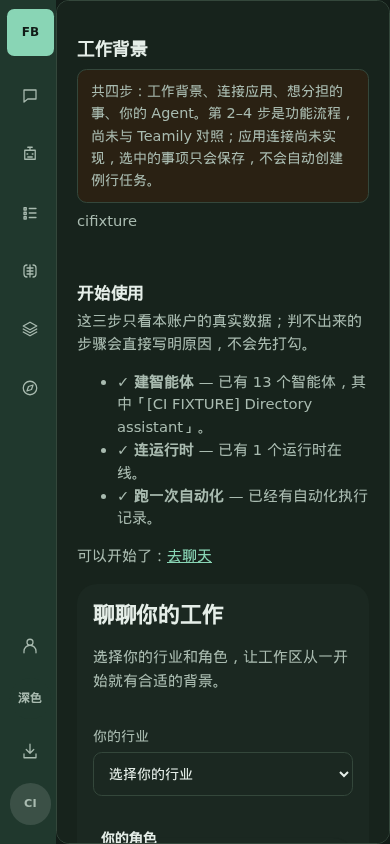 FB
工作背景
共四步：工作背景、连接应用、想分担的
事、你的 Agent。第 2–4 步是功能流程，
尚未与 Teamily 对照；应用连接尚未实
现，选中的事项只会保存，不会自动创建
例行任务。
cifixture
开始使用
这三步只看本账户的真实数据；判不出来的
步骤会直接写明原因，不会先打勾。
• ✓ 建智能体 — 已有 13 个智能体，其
中「[CI FIXTURE] Directory
assistant」。
• ✓ 连运行时 — 已有 1 个运行时在
线。
• ✓ 跑一次自动化 — 已经有自动化执行
记录。
可以开始了：去聊天
聊聊你的工作
选择你的行业和角色，让工作区从一开
始就有合适的背景。
你的行业
选择你的行业
你的角色
深色
CI